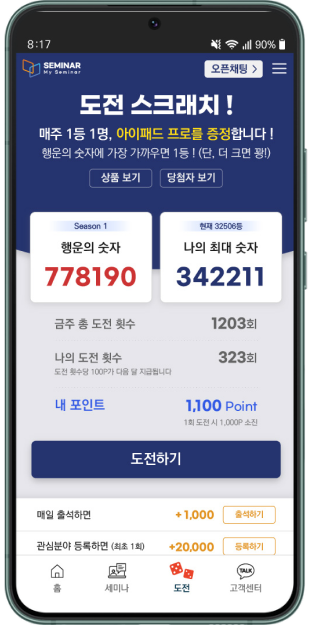 8:17
90%
SEMINAR
My Seminar
오픈채팅 >
도전 스크래치 !
매주 1등 1명, 아이패드 프로를 증정합니다 !
행운의 숫자에 가장 가까우면 1등 ! (단, 더 크면 꽝!)
상품 보기
당첨자 보기
Season 1
행운의 숫자
778190
현재 32506등
나의 최대 숫자
342211
금주 총 도전 횟수 1203회
나의 도전 횟수 323회
도전 횟수당 100P가 다음 달 지급됩니다
내 포인트 1,100 Point
1회 도전 시 1,000P 소진
도전하기
매일 출석하면 +1,000 출석하기
관심분야 등록하면 (최초 1회) +20,000 등록하기
TALK
홈 세미나 도전 고객센터